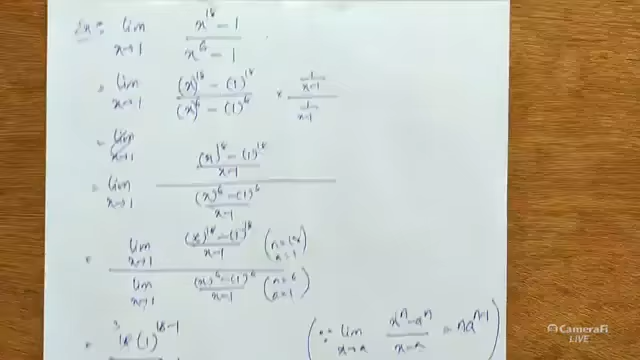 Ex: lim x→1 x^18 - 1 / x^6 - 1
= lim x→1 (x)^18 - (1)^18 / (x)^6 - (1)^6 × 1/x-1 / 1/x-1
= lim x→1
= lim x→1 (x)^18 - (1)^18 / x-1 / (x)^6 - (1)^6 / x-1
= lim x→1 (x)^18 - (1)^18 / x-1 (n=18 a=1) / lim x→1 (x)^6 - (1)^6 / x-1 (n=6 a=1)
= 3 18 (1)^18-1
(∵ lim x→a x^n - a^n / x-a = na^n-1)
CameraFi
LIVE